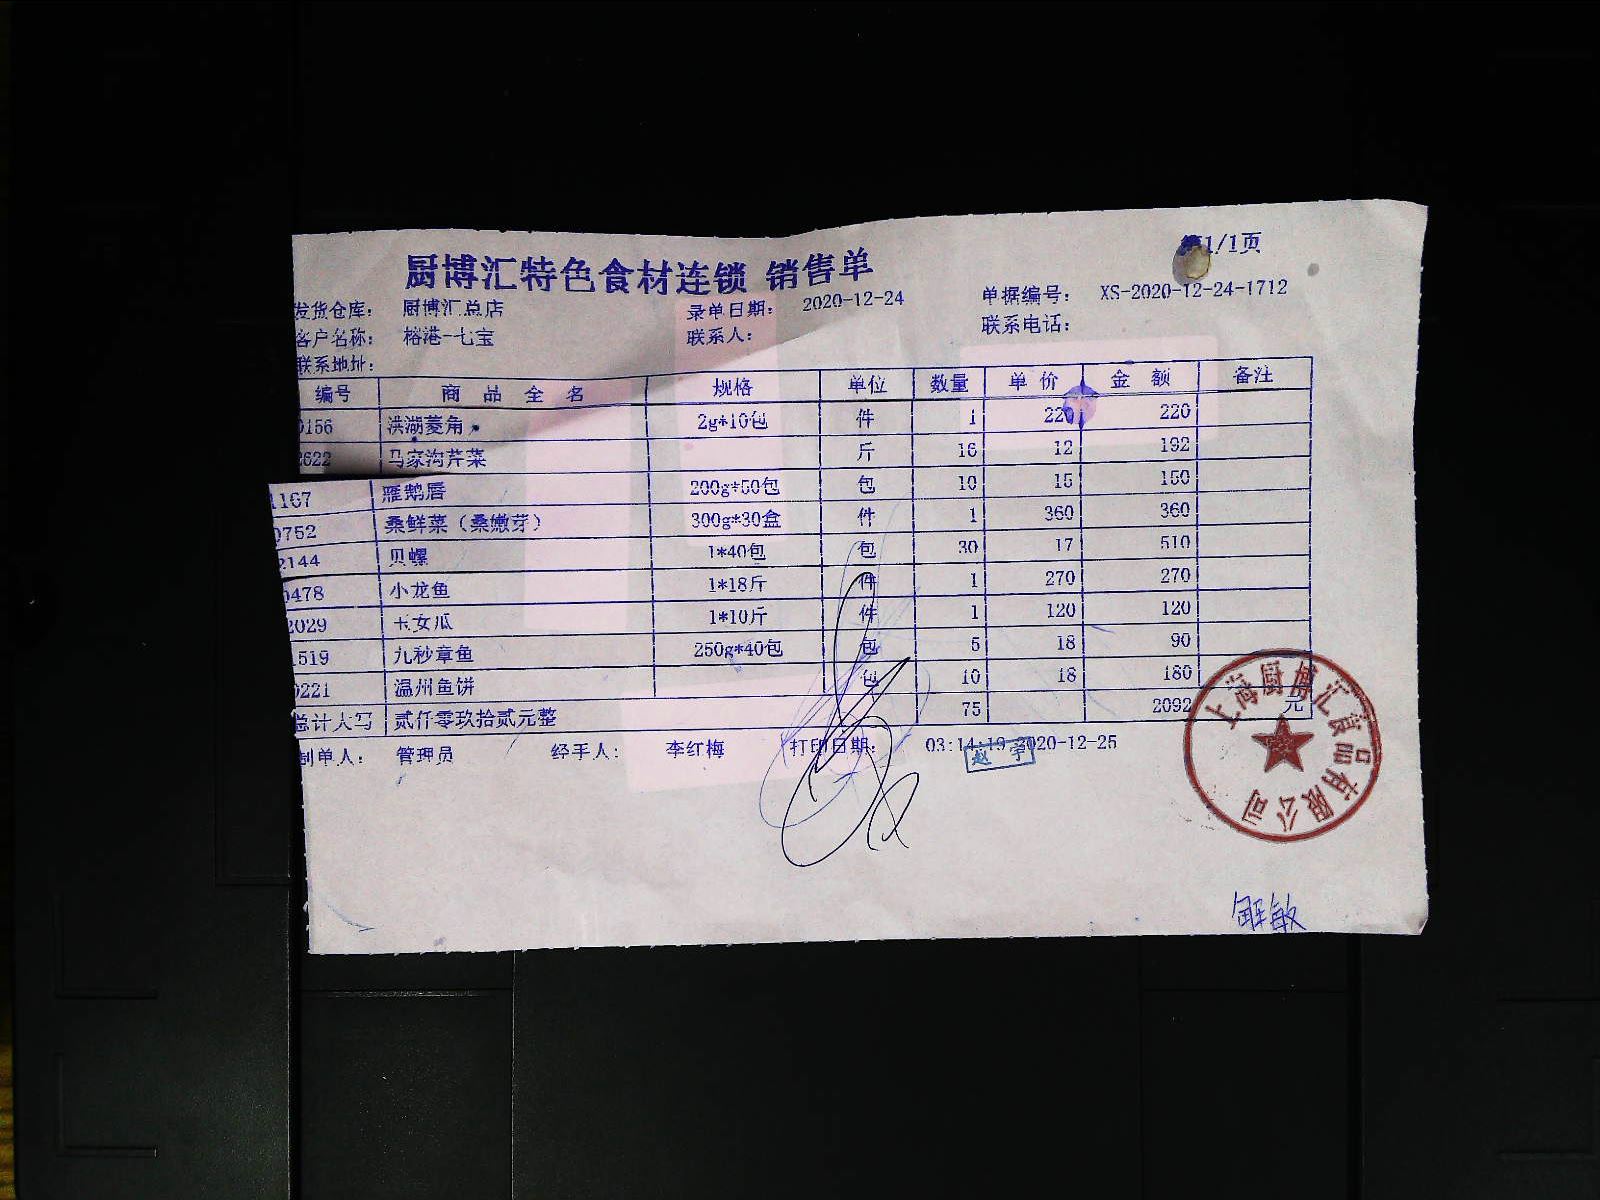 第1/1页
厨博汇特色食材连锁 销售单
发货仓库: 厨博汇总店 录单日期: 2020-12-24 单据编号: XS-2020-12-24-1712
客户名称: 榕港-七宝 联系人: 联系电话:
联系地址:
编号 商品全名 规格 单位 数量 单价 金额 备注
0156 洪湖菱角 2g*10包 件 1 220 220
2622 马家沟芹菜 斤 16 12 192
1167 雁鹅唇 200g*50包 包 10 15 150
0752 桑鲜菜（桑嫩芽） 300g*30盒 件 1 360 360
2144 贝螺 1*40包 包 30 17 510
0478 小龙鱼 1*18斤 件 1 270 270
2029 玉女瓜 1*10斤 件 1 120 120
1519 九秒章鱼 250g*40包 包 5 18 90
0221 温州鱼饼 包 10 18 180
总计大写 贰仟零玖拾贰元整 75 2092 元
制单人: 管理员 经手人: 李红梅 打印日期: 03:14:19 2020-12-25
赵宇
上海厨博汇食品有限公司
解敏